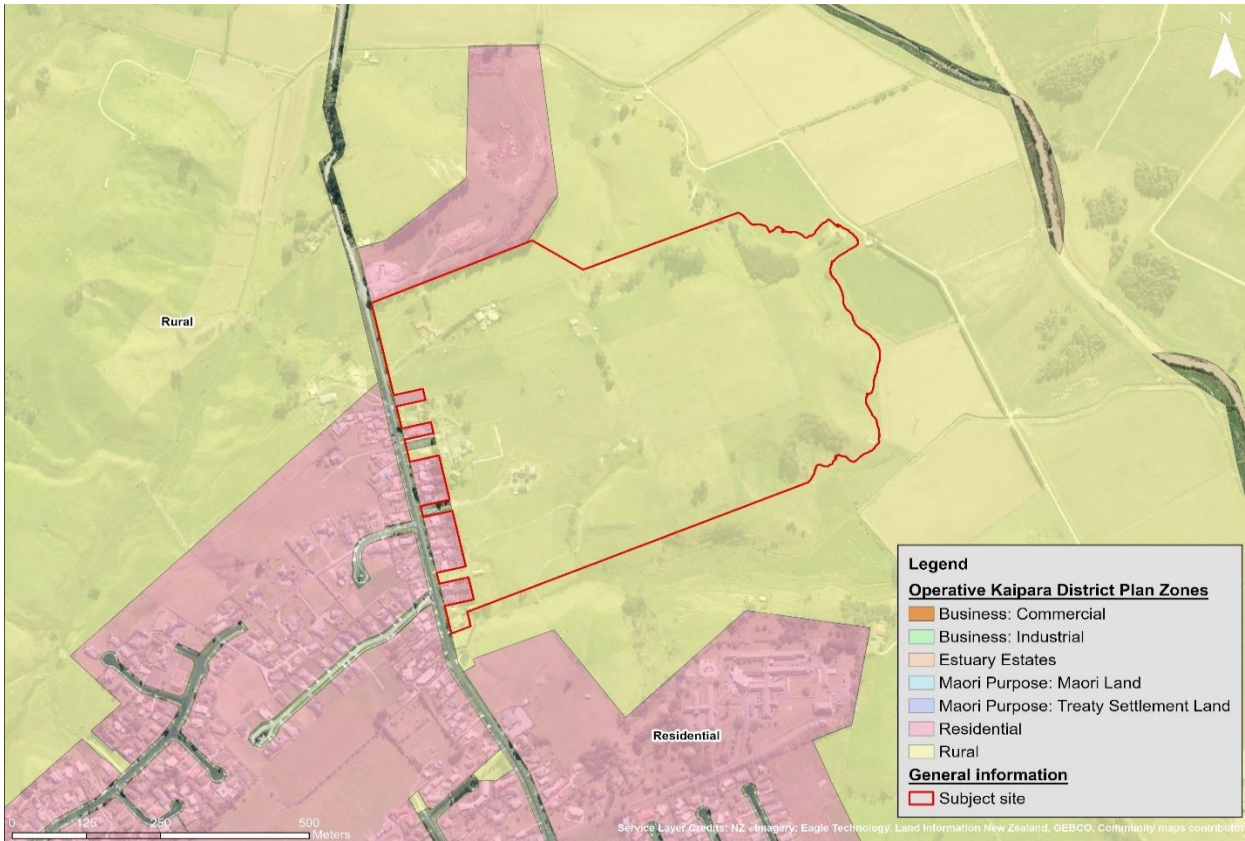 N
Rural
Residential
Legend
Operative Kaipara District Plan Zones
Business: Commercial
Business: Industrial
Estuary Estates
Maori Purpose: Maori Land
Maori Purpose: Treaty Settlement Land
Residential
Rural
General information
Subject site
0 125 250 500
Meters
Service Layer Credits: NZ - Imagery: Eagle Technology, Land Information New Zealand, GEBCO, Community maps contributor